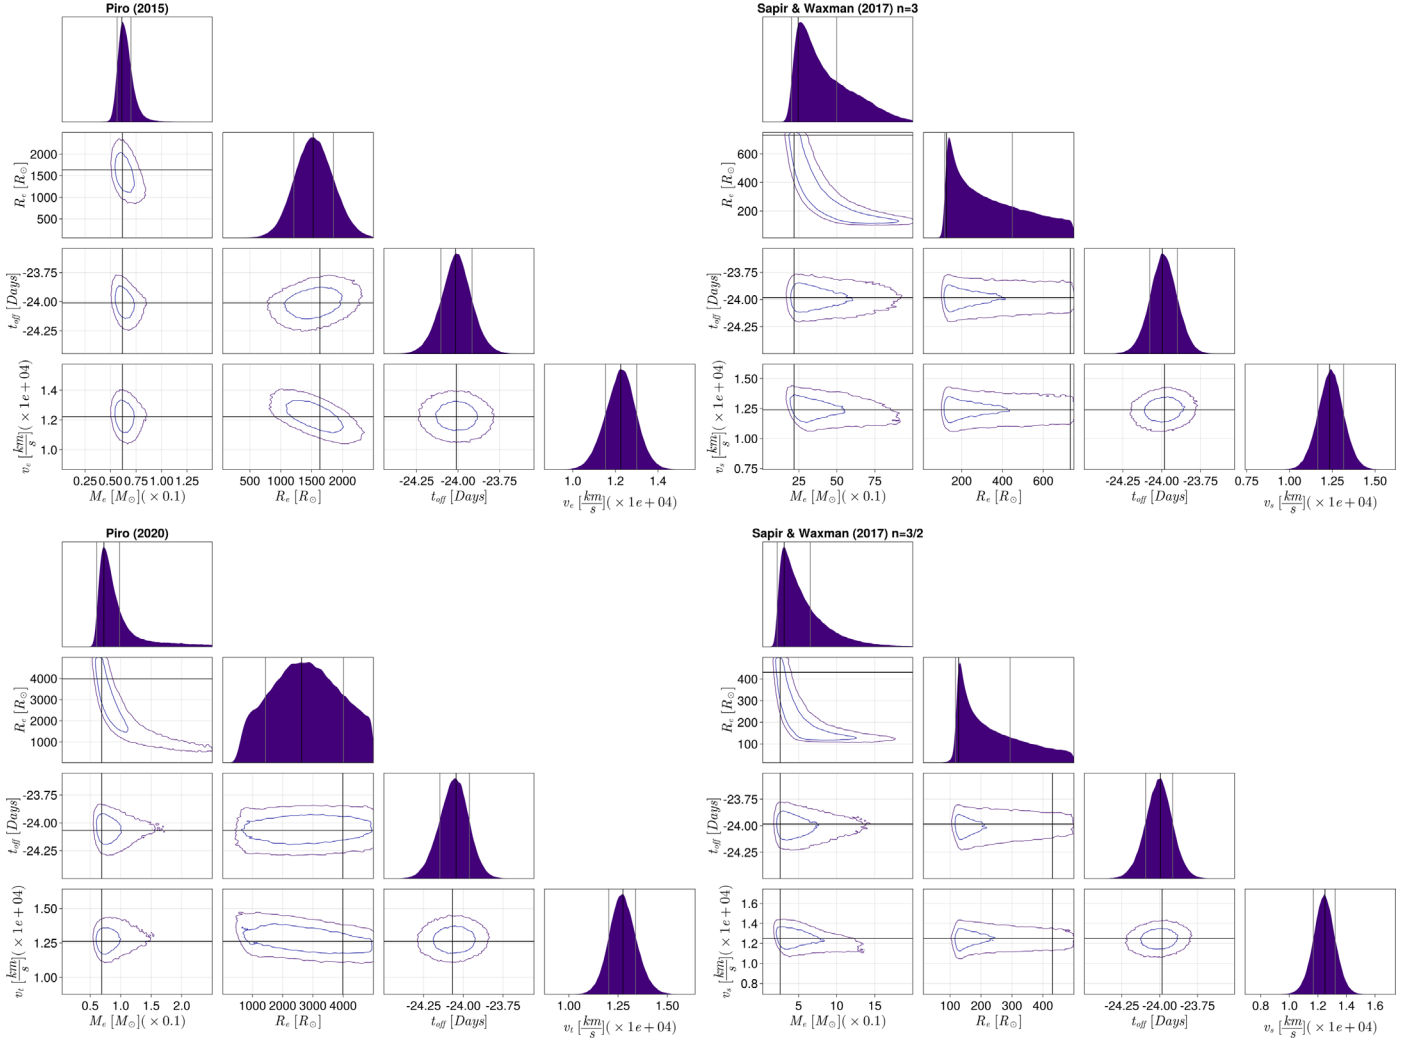 Piro (2015)
R_e [R_⊙]
2000
1500
1000
500
t_off [Days]
-23.75
-24.00
-24.25
v_e [km/s](×1e+04)
1.4
1.2
1.0
0.250 0.500 0.75 1.00 1.25
M_e [M_⊙](×0.1)
500 1000 1500 2000
R_e [R_⊙]
-24.25 -24.00 -23.75
t_off [Days]
1.0 1.2 1.4
v_e [km/s](×1e+04)
Sapir & Waxman (2017) n=3
R_e [R_⊙]
600
400
200
t_off [Days]
-23.75
-24.00
-24.25
v_s [km/s](×1e+04)
1.50
1.25
1.00
0.75
25 50 75
M_e [M_⊙](×0.1)
200 400 600
R_e [R_⊙]
-24.25 -24.00 -23.75
t_off [Days]
0.75 1.00 1.25 1.50
v_s [km/s](×1e+04)
Piro (2020)
R_e [R_⊙]
4000
3000
2000
1000
t_off [Days]
-23.75
-24.00
-24.25
v_t [km/s](×1e+04)
1.50
1.25
1.00
0.5 1.0 1.5 2.0
M_e [M_⊙](×0.1)
1000 2000 3000 4000
R_e [R_⊙]
-24.25 -24.00 -23.75
t_off [Days]
1.00 1.25 1.50
v_t [km/s](×1e+04)
Sapir & Waxman (2017) n=3/2
R_e [R_⊙]
400
300
200
100
t_off [Days]
-23.75
-24.00
-24.25
v_s [km/s](×1e+04)
1.6
1.4
1.2
1.0
0.8
5 10 15
M_e [M_⊙](×0.1)
100 200 300 400
R_e [R_⊙]
-24.25 -24.00 -23.75
t_off [Days]
0.8 1.0 1.2 1.4 1.6
v_s [km/s](×1e+04)